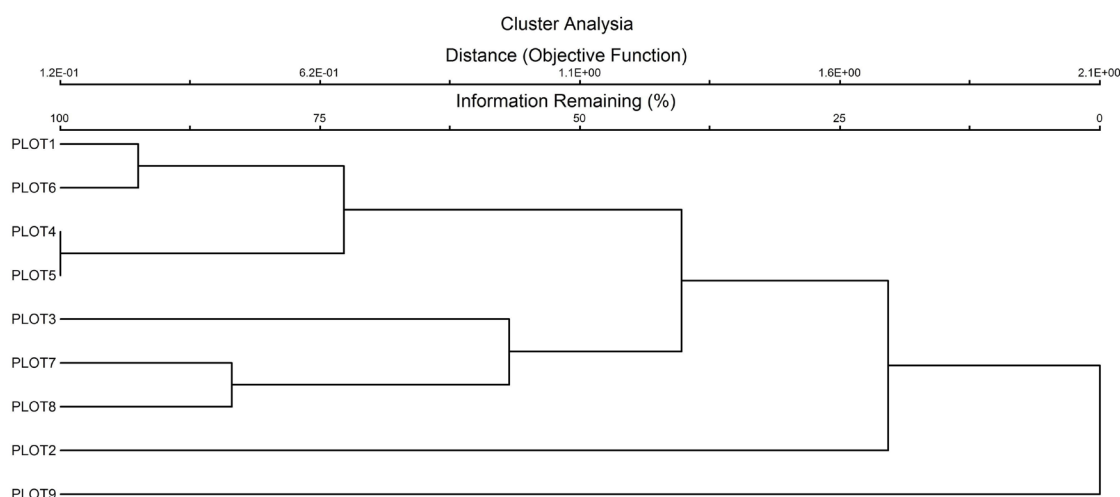 Cluster Analysis
Distance (Objective Function)
1.2E-01 6.2E-01 1.1E+00 1.6E+00 2.1E+00
Information Remaining (%)
100 75 50 25 0
PLOT1
PLOT6
PLOT4
PLOT5
PLOT3
PLOT7
PLOT8
PLOT2
PLOT9